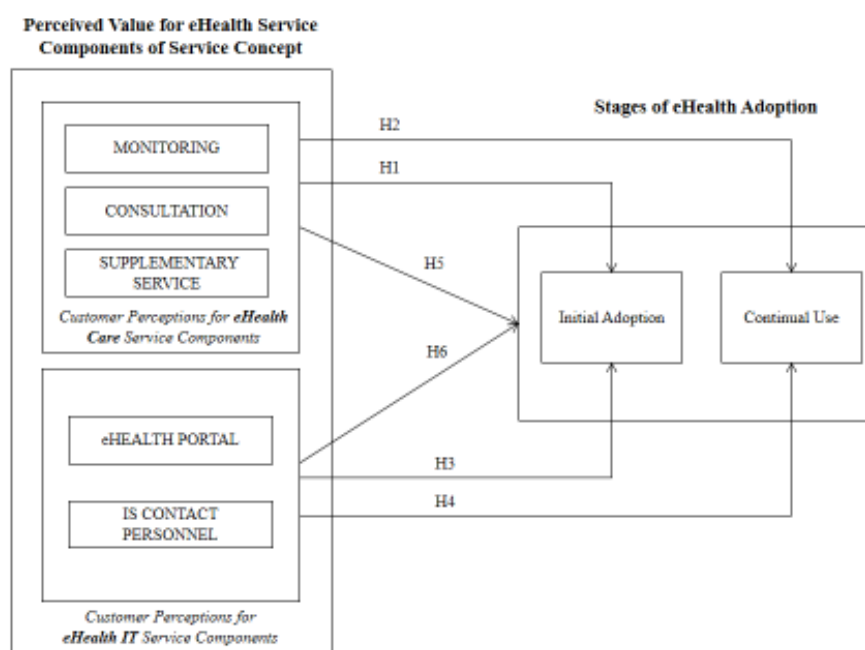 Perceived Value for eHealth Service
Components of Service Concept
Stages of eHealth Adoption
MONITORING
CONSULTATION
SUPPLEMENTARY
SERVICE
Customer Perceptions for eHealth
Care Service Components
H2
H1
H5
H6
Initial Adoption
Continual Use
eHEALTH PORTAL
IS CONTACT
PERSONNEL
H3
H4
Customer Perceptions for
eHealth IT Service Components